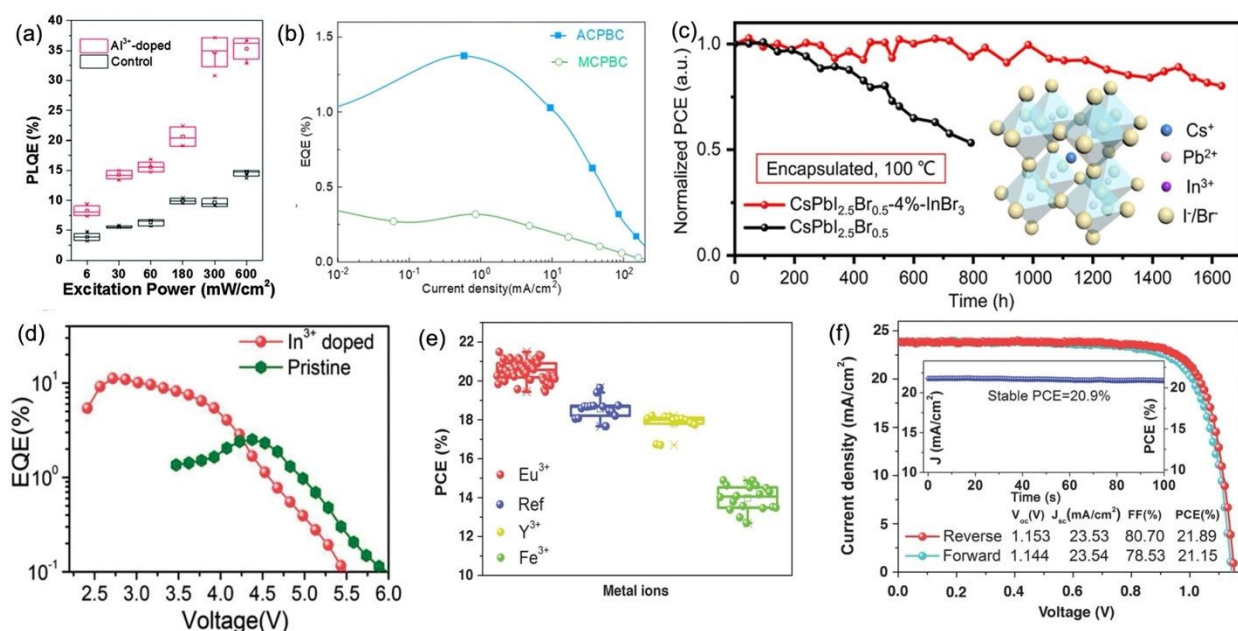 (a)
PLQE (%)
40
35
30
25
20
15
10
5
0
Al³⁺-doped
Control
6 30 60 180 300 600
Excitation Power (mW/cm²)
(b)
EQE (%)
1.5
1.0
0.5
0.0
ACPBC
MCPBC
10⁻² 10⁻¹ 10⁰ 10¹ 10²
Current density(mA/cm²)
(c)
Normalized PCE (a.u.)
1.0
0.5
0.0
Encapsulated, 100 ℃
CsPbI₂.₅Br₀.₅-4%-InBr₃
CsPbI₂.₅Br₀.₅
Cs⁺
Pb²⁺
In³⁺
I⁻/Br⁻
0 200 400 600 800 1000 1200 1400 1600
Time (h)
(d)
EQE(%)
10¹
10⁰
10⁻¹
In³⁺ doped
Pristine
2.5 3.0 3.5 4.0 4.5 5.0 5.5 6.0
Voltage(V)
(e)
PCE (%)
22
20
18
16
14
12
10
Eu³⁺
Ref
Y³⁺
Fe³⁺
Metal ions
(f)
Current density (mA/cm²)
25
20
15
10
5
0
J (mA/cm²)
20
10
Stable PCE=20.9%
PCE (%)
20
10
0 20 40 60 80 100
Time (s)
Vₒc(V) Jₛc(mA/cm²) FF(%) PCE(%)
Reverse 1.153 23.53 80.70 21.89
Forward 1.144 23.54 78.53 21.15
0.0 0.2 0.4 0.6 0.8 1.0
Voltage (V)